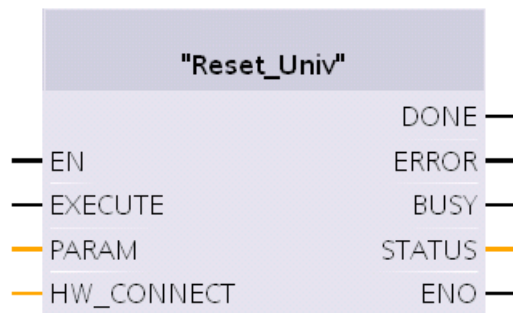 "Reset_Univ"
DONE
EN ERROR
EXECUTE BUSY
PARAM STATUS
HW_CONNECT ENO